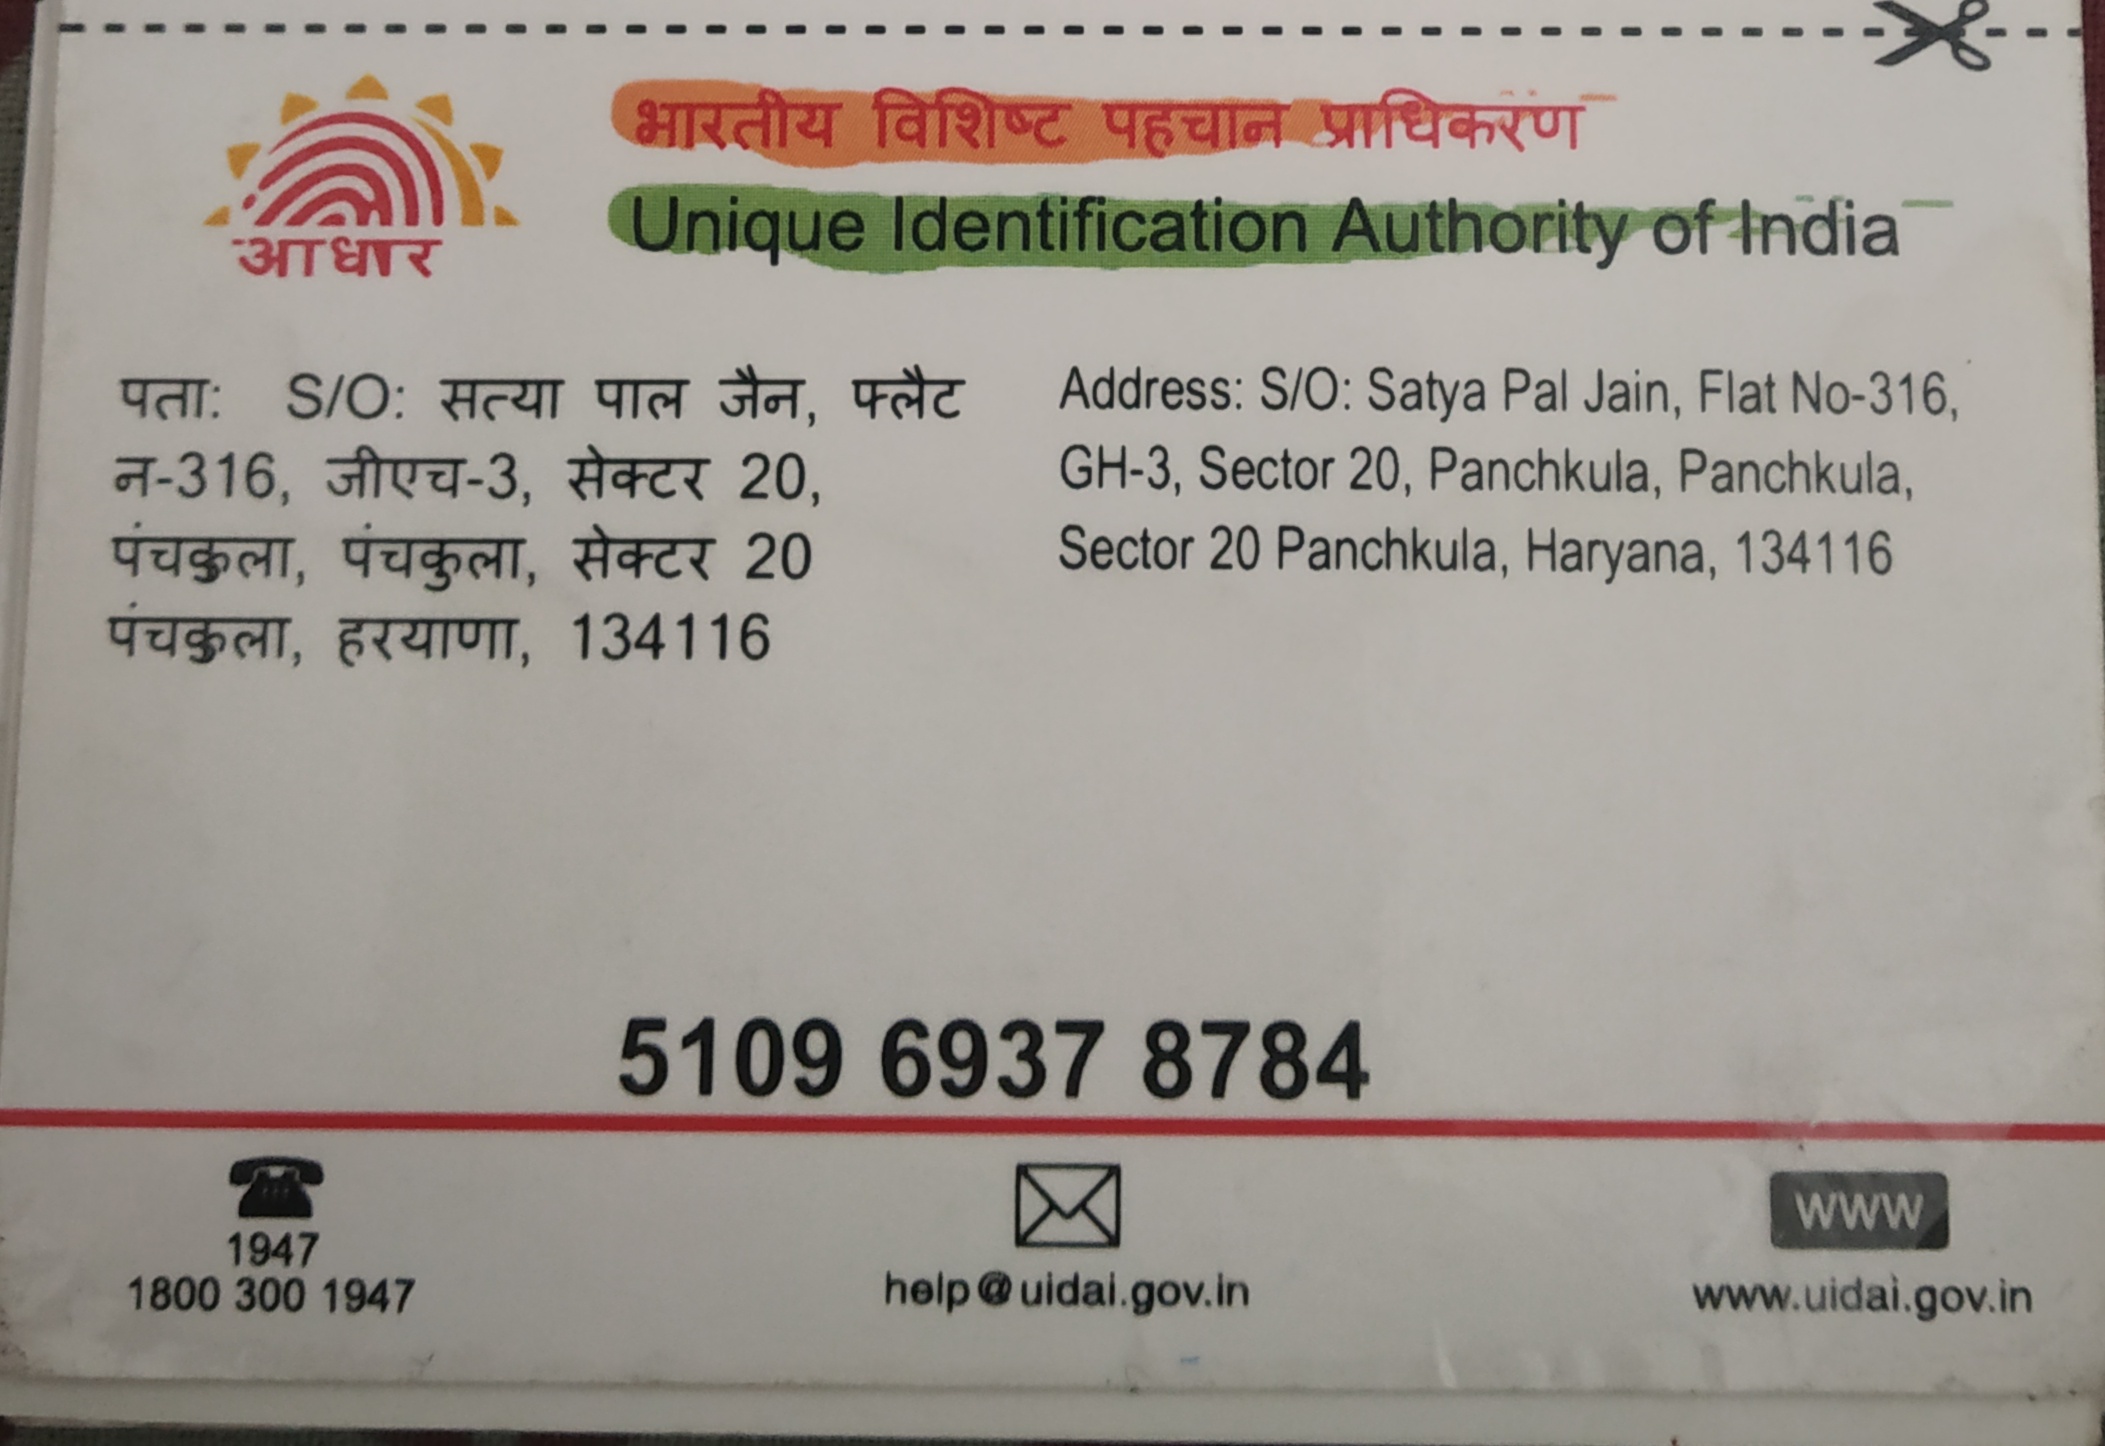 आधार
भारतीय विशिष्ट पहचान प्राधिकरण
Unique Identification Authority of India
पता: S/O: सत्या पाल जैन, फ्लैट
न-316, जीएच-3, सेक्टर 20,
पंचकुला, पंचकुला, सेक्टर 20
पंचकुला, हरयाणा, 134116
Address: S/O: Satya Pal Jain, Flat No-316,
GH-3, Sector 20, Panchkula, Panchkula,
Sector 20 Panchkula, Haryana, 134116
5109 6937 8784
1947
1800 300 1947
help@uidai.gov.in
WWW
www.uidai.gov.in